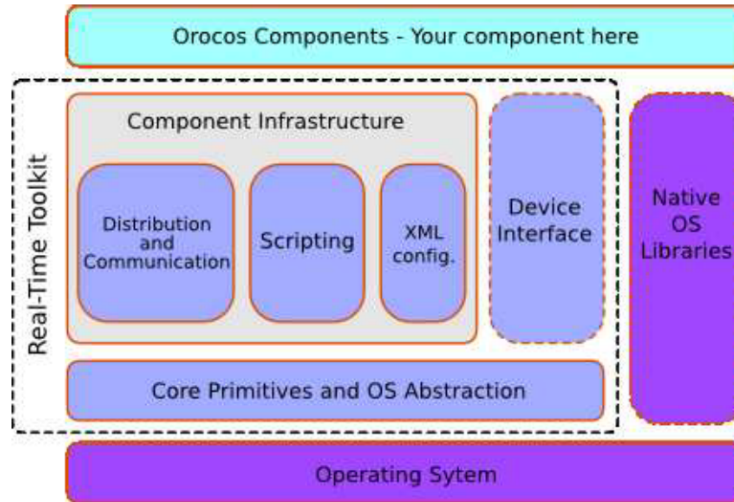 Orocos Components - Your component here
Real-Time Toolkit
Component Infrastructure
Distribution
and
Communication
Scripting
XML
config.
Device
Interface
Native
OS
Libraries
Core Primitives and OS Abstraction
Operating Sytem